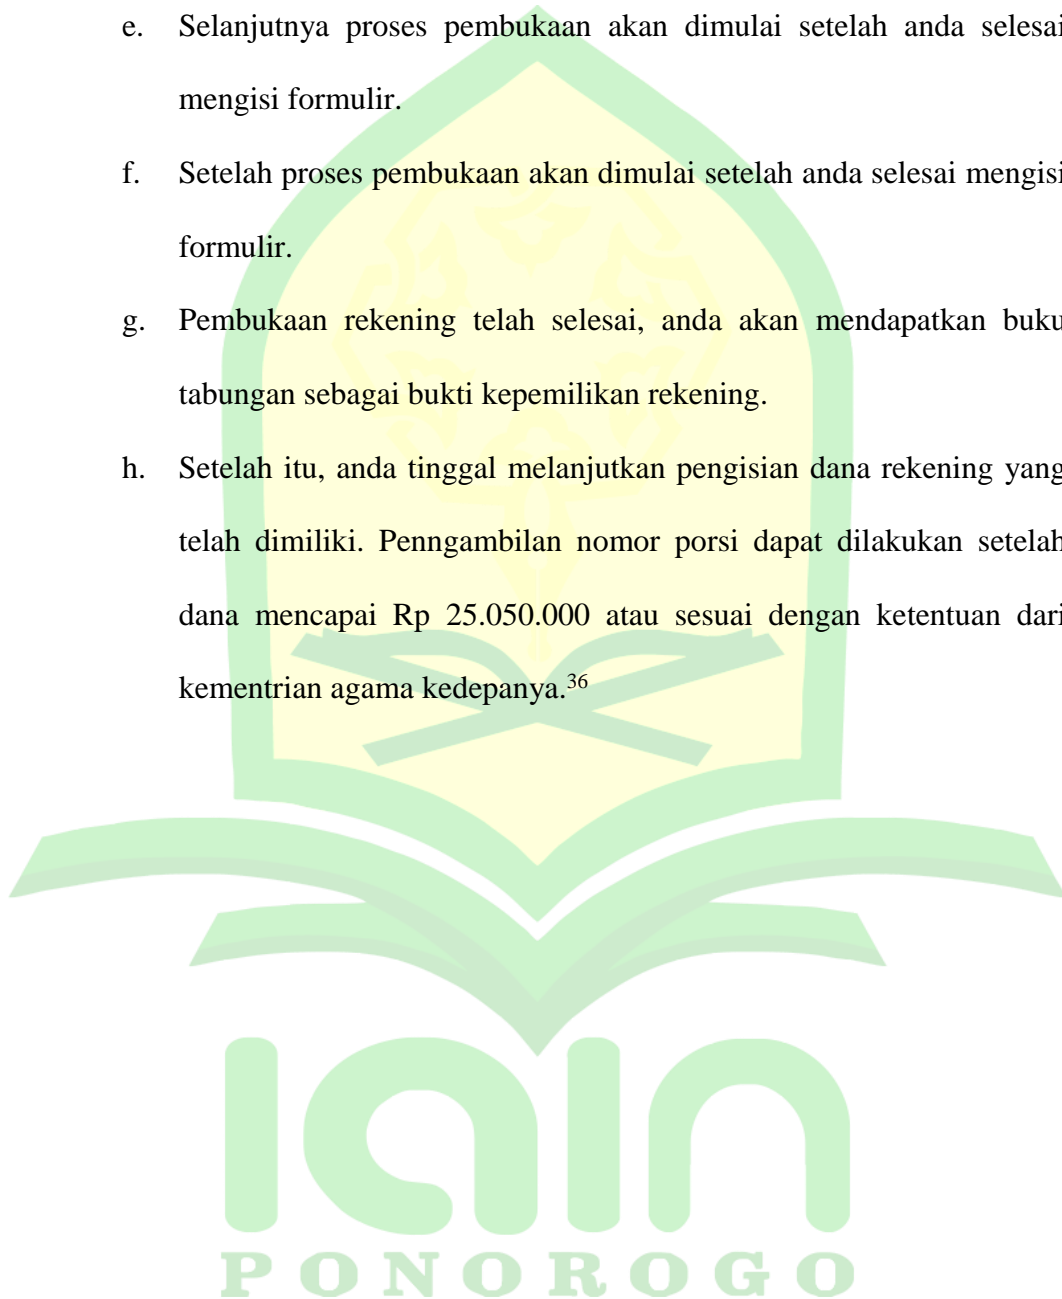 e. Selanjutnya proses pembukaan akan dimulai setelah anda selesai
mengisi formulir.
f. Setelah proses pembukaan akan dimulai setelah anda selesai mengisi
formulir.
g. Pembukaan rekening telah selesai, anda akan mendapatkan buku
tabungan sebagai bukti kepemilikan rekening.
h. Setelah itu, anda tinggal melanjutkan pengisian dana rekening yang
telah dimiliki. Penngambilan nomor porsi dapat dilakukan setelah
dana mencapai Rp 25.050.000 atau sesuai dengan ketentuan dari
kementrian agama kedepanya.36
iain
PONOROGO